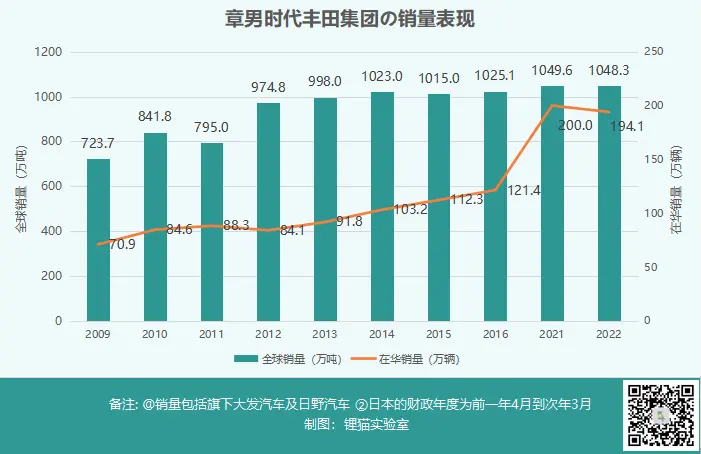 章男时代丰田集团の销量表现
1200 250
974.8 998.0 1023.0 1015.0 1025.1 1049.6 1048.3
1000 841.8 200
723.7 795.0 200.0 194.1
800
150
600 121.4
112.3
103.2 100
400 84.6 88.3 84.1 91.8
70.9
200 50
0 0
全球销量（万吨）
在华销量（万辆）
2009 2010 2011 2012 2013 2014 2015 2016 2021 2022
全球销量（万吨） 在华销量（万辆）
备注: @销量包括旗下大发汽车及日野汽车 ②日本的财政年度为前一年4月到次年3月
制图：锂猫实验室